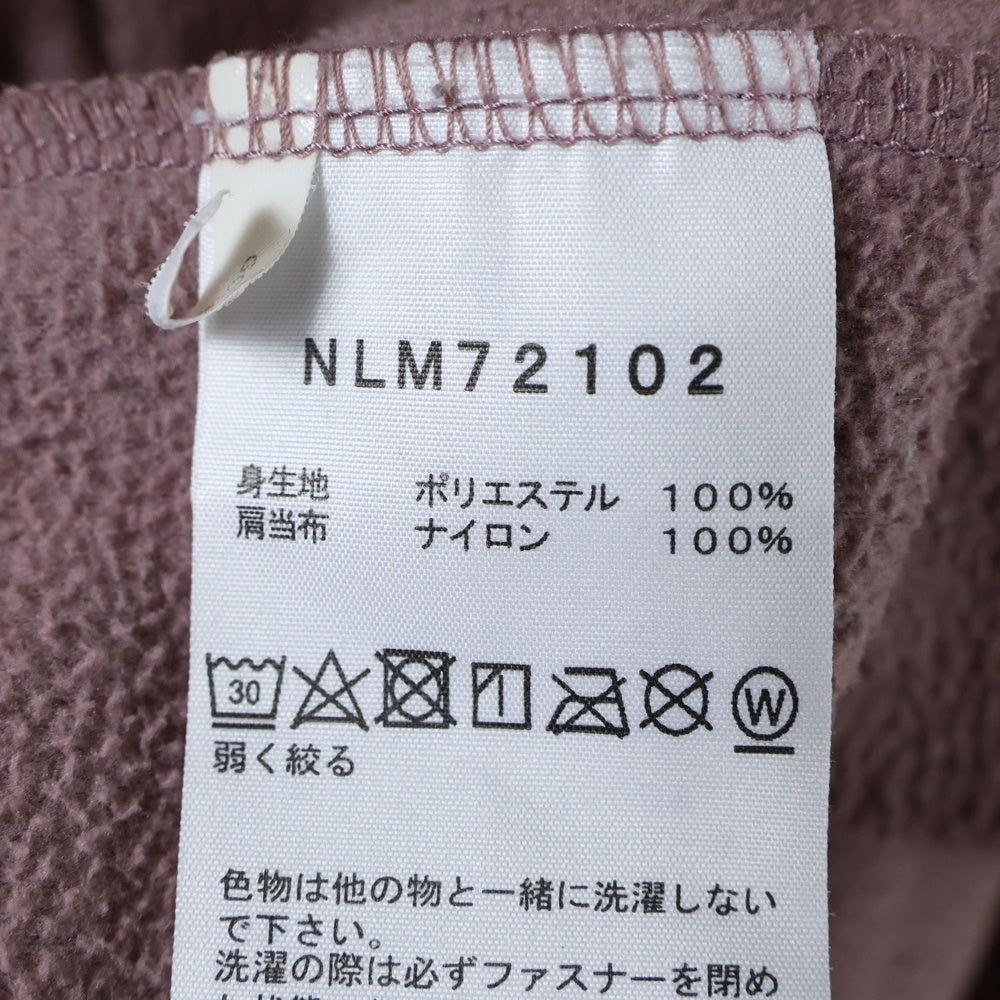 NLM72102
身生地 ポリエステル 100%
肩当布 ナイロン 100%
30
W
弱く絞る
色物は他の物と一緒に洗濯しない
で下さい。
洗濯の際は必ずファスナーを閉め